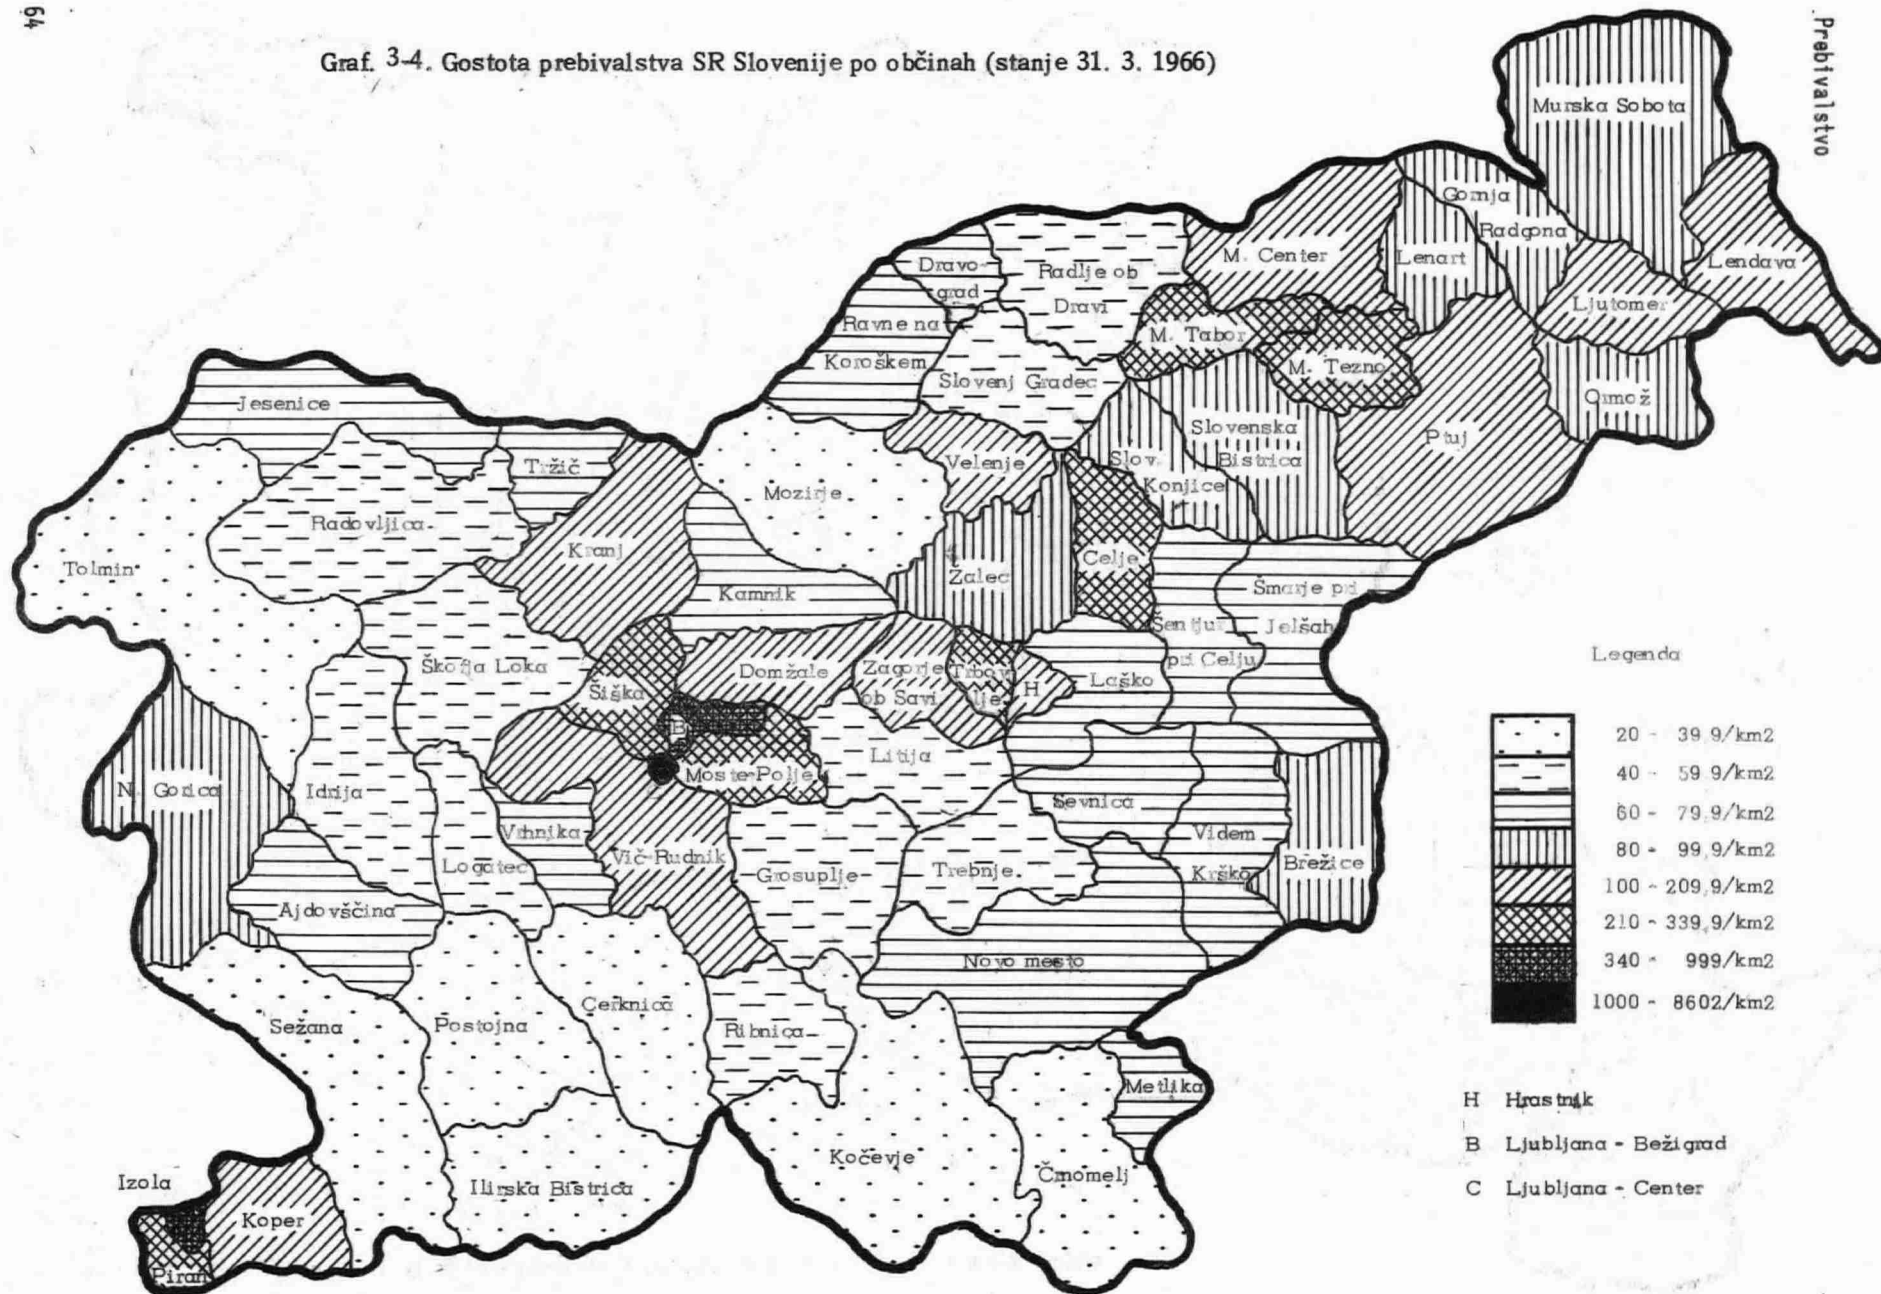 64
Prebivalstvo
Graf. 3-4. Gostota prebivalstva SR Slovenije po občinah (stanje 31. 3. 1966)
Murska Sobota
Gornja
Radgona
Lenart
M. Center
Lendava
Ljutomer
Dravo-
grad
Radlje ob
Dravi
M. Tabor
M. Tezno
Ravne na
Koroškem
Slovenj Gradec
Ormož
Ptuj
Slovenska
Bistrica
Jesenice
Tržič
Velenje
Slov.
Konjice
Mozirje
Radovljica
Kranj
Celje
Žalec
Tolmin
Kamnik
Šmarje pri
Jelšah
Šentjur
pri Celju
Škofja Loka
Šiška
Domžale
Zagorje
ob Savi
Trbov
lje
H
Laško
B
Litija
Moste-Polje
C
N. Gorica
Idrija
Sevnica
Vrhnika
Videm
Krško
Brežice
Logatec
Vič-Rudnik
Grosuplje
Trebnje
Ajdovščina
Novo mesto
Sežana
Postojna
Cerknica
Ribnica
Metlika
Kočevje
Črnomelj
Ilirska Bistrica
Izola
Koper
Piran
Legenda
20 - 39.9/km2
40 - 59.9/km2
60 - 79.9/km2
80 - 99.9/km2
100 - 209.9/km2
210 - 339.9/km2
340 - 999/km2
1000 - 8602/km2
H Hrastnik
B Ljubljana - Bežigrad
C Ljubljana - Center